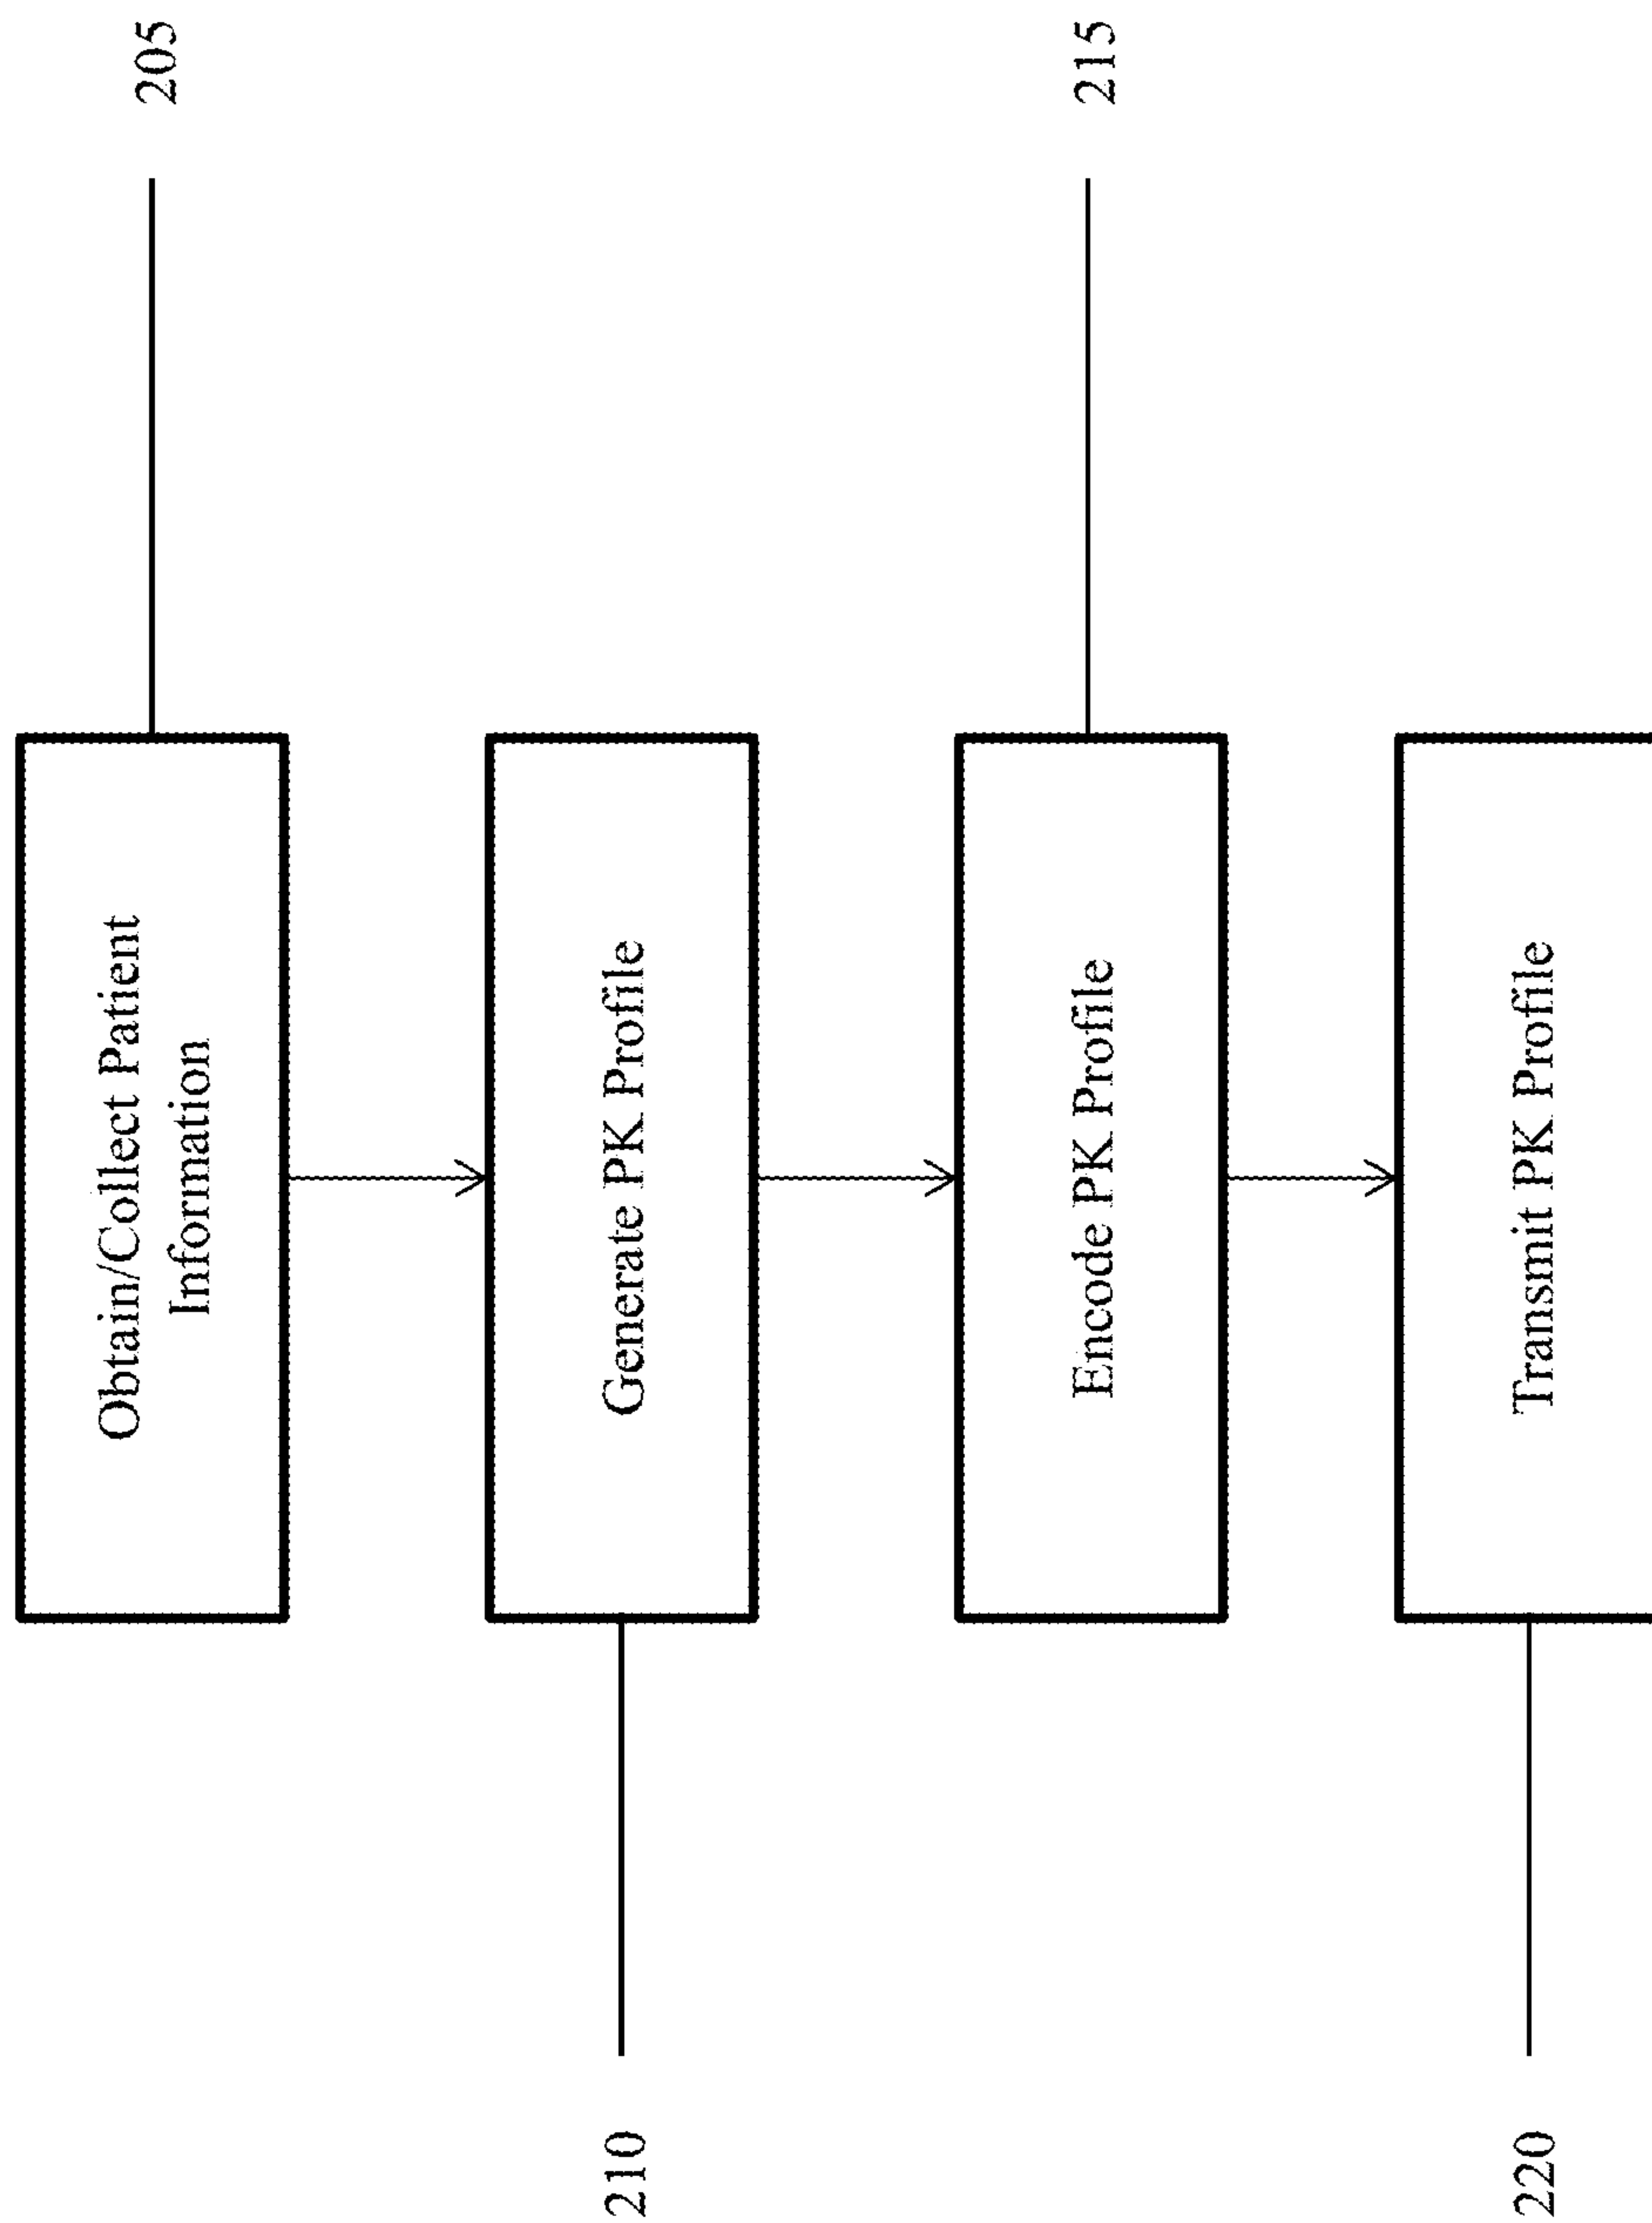 205
Obtain/Collect Patient
Information
210
Generate PK Profile
215
Encode PK Profile
220
Transmit PK Profile